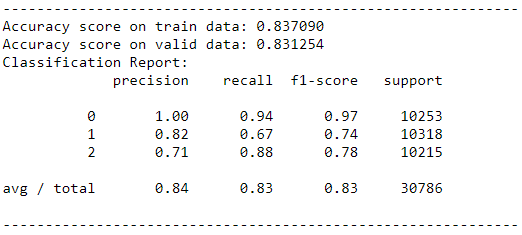 Accuracy score on train data: 0.837090
Accuracy score on valid data: 0.831254
Classification Report:
precision recall f1-score support
0 1.00 0.94 0.97 10253
1 0.82 0.67 0.74 10318
2 0.71 0.88 0.78 10215
avg / total 0.84 0.83 0.83 30786